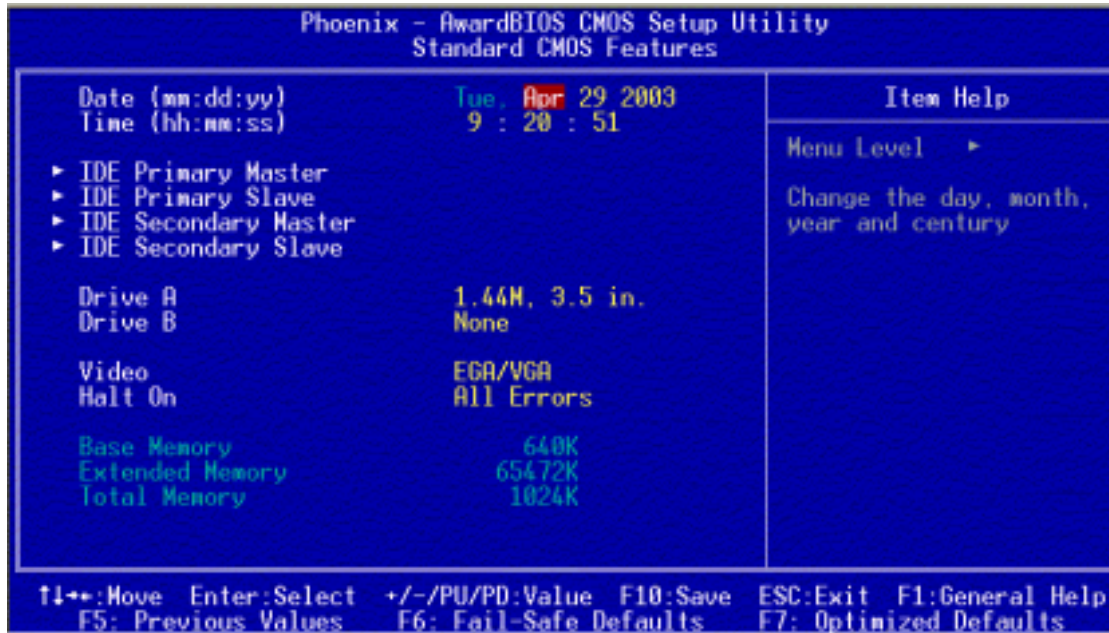 Phoenix - AwardBIOS CMOS Setup Utility
Standard CMOS Features
Date (mm:dd:yy) Tue, Apr 29 2003
Time (hh:mm:ss) 9 : 20 : 51
► IDE Primary Master
► IDE Primary Slave
► IDE Secondary Master
► IDE Secondary Slave
Drive A 1.44M, 3.5 in.
Drive B None
Video EGA/VGA
Halt On All Errors
Base Memory 640K
Extended Memory 65472K
Total Memory 1024K
Item Help
Menu Level ►
Change the day, month,
year and century
↑↓→←:Move Enter:Select +/-/PU/PD:Value F10:Save ESC:Exit F1:General Help
F5: Previous Values F6: Fail-Safe Defaults F7: Optimized Defaults